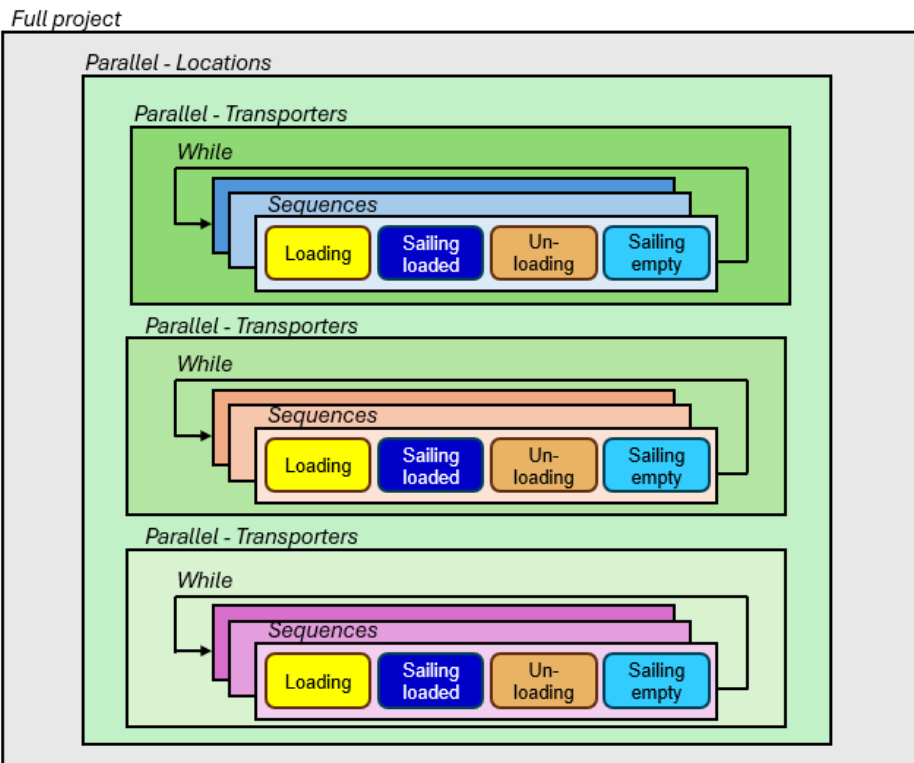 Full project
Parallel - Locations
Parallel - Transporters
While
Sequences
Loading
Sailing
loaded
Un-
loading
Sailing
empty
Parallel - Transporters
While
Sequences
Loading
Sailing
loaded
Un-
loading
Sailing
empty
Parallel - Transporters
While
Sequences
Loading
Sailing
loaded
Un-
loading
Sailing
empty